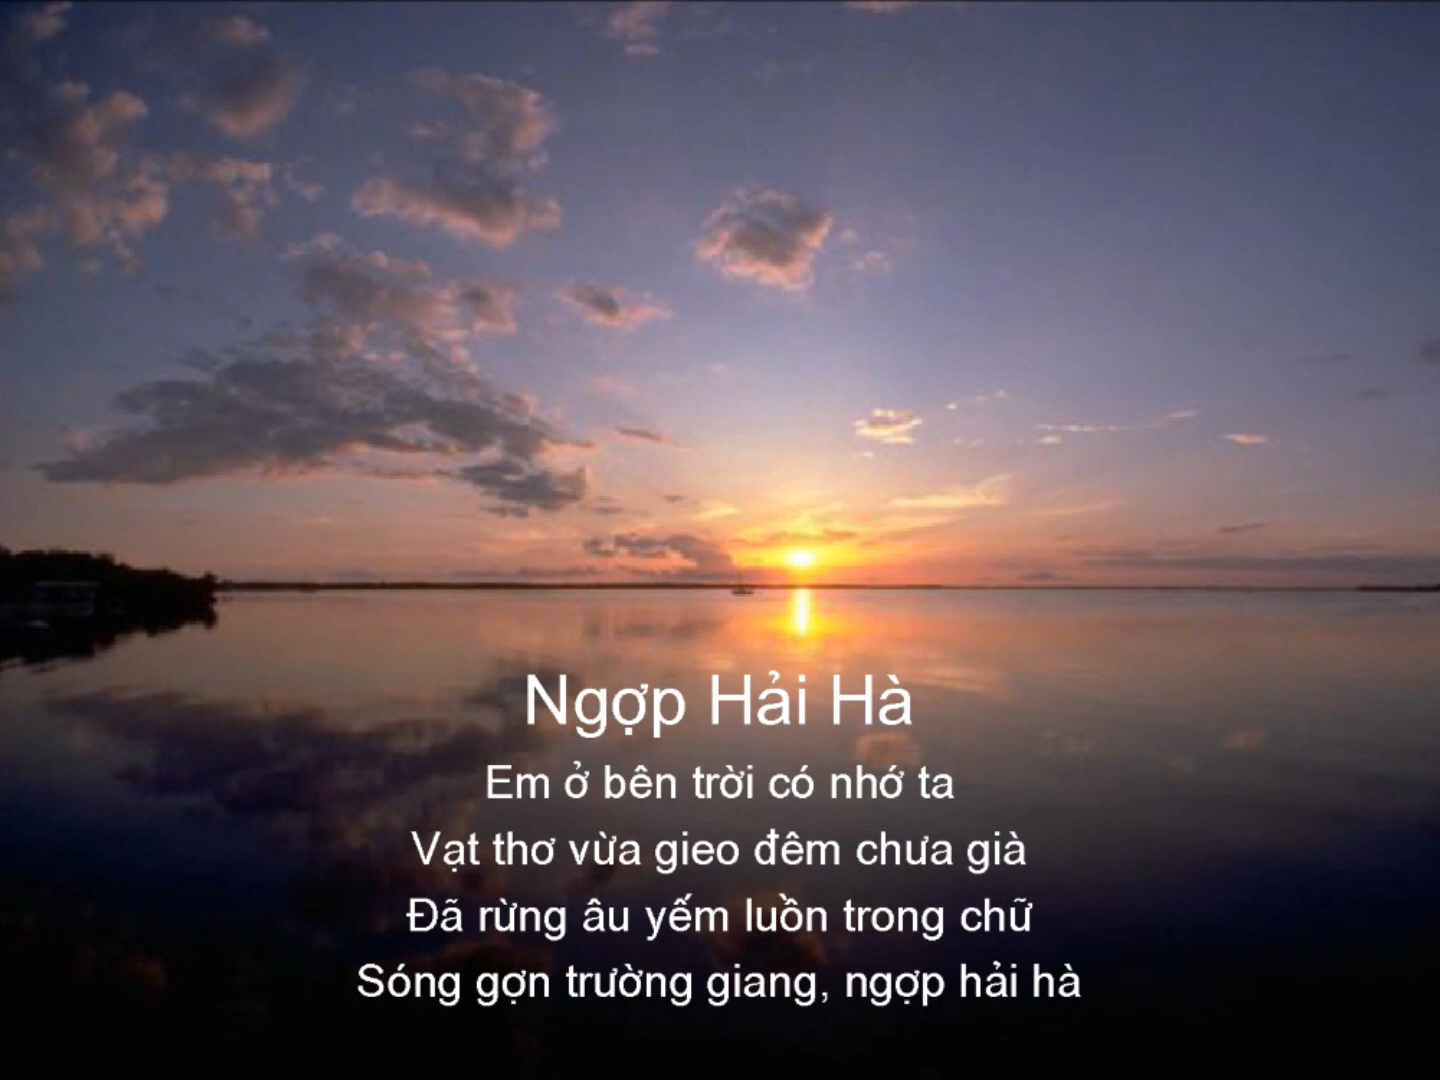 Ngợp Hải Hà
Em ở bên trời có nhớ ta
Vạt thơ vừa gieo đêm chưa già
Đã rừng âu yếm luồn trong chữ
Sóng gợn trường giang, ngợp hải hà